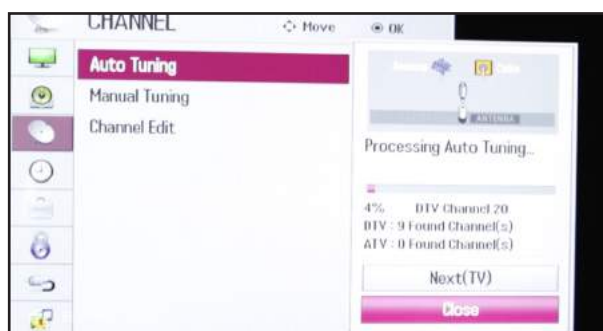 CHANNEL
Move
OK
Auto Tuning
Manual Tuning
Channel Edit
ANTENNA
Processing Auto Tuning...
4% DTV Channel 20
DTV : 9 Found Channel(s)
ATV : 0 Found Channel(s)
Next(TV)
Close